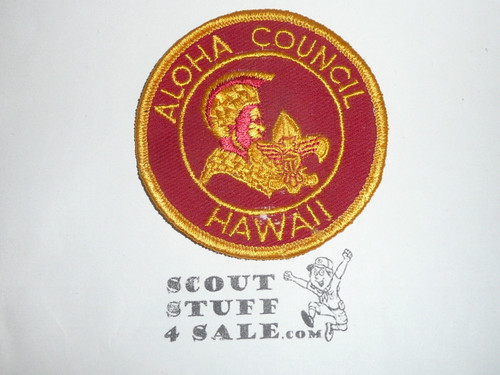 ALOHA COUNCIL
HAWAII
SCOUT
STUFF
4 SALE.COM